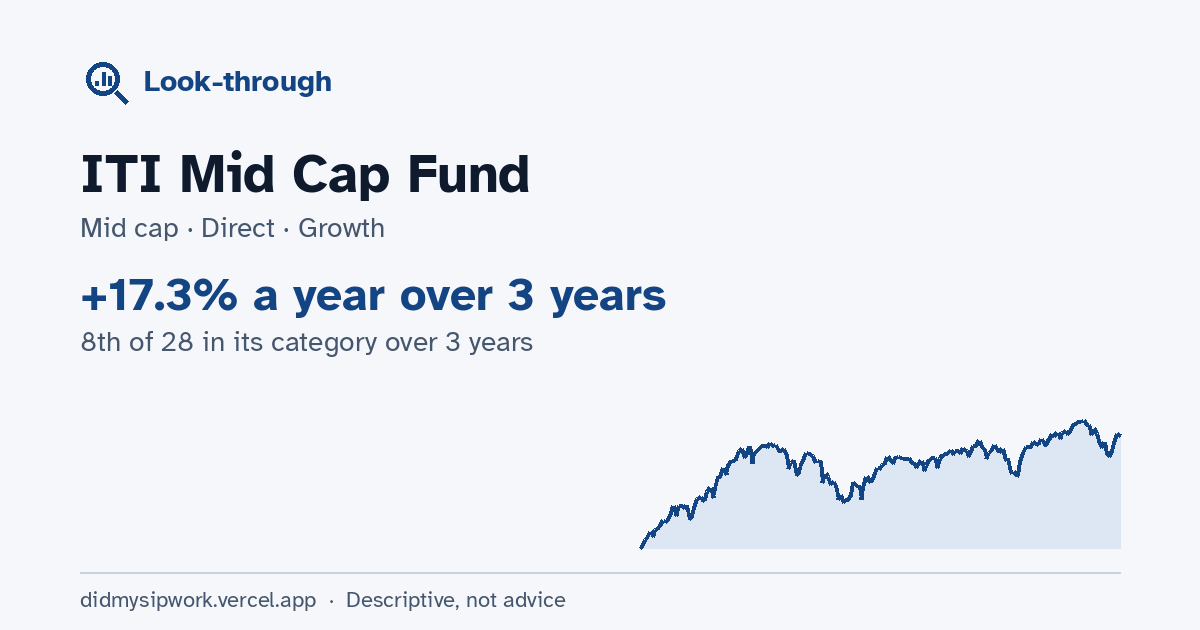 Look-through
ITI Mid Cap Fund
Mid cap · Direct · Growth
+17.3% a year over 3 years
8th of 28 in its category over 3 years
didmysipwork.vercel.app · Descriptive, not advice